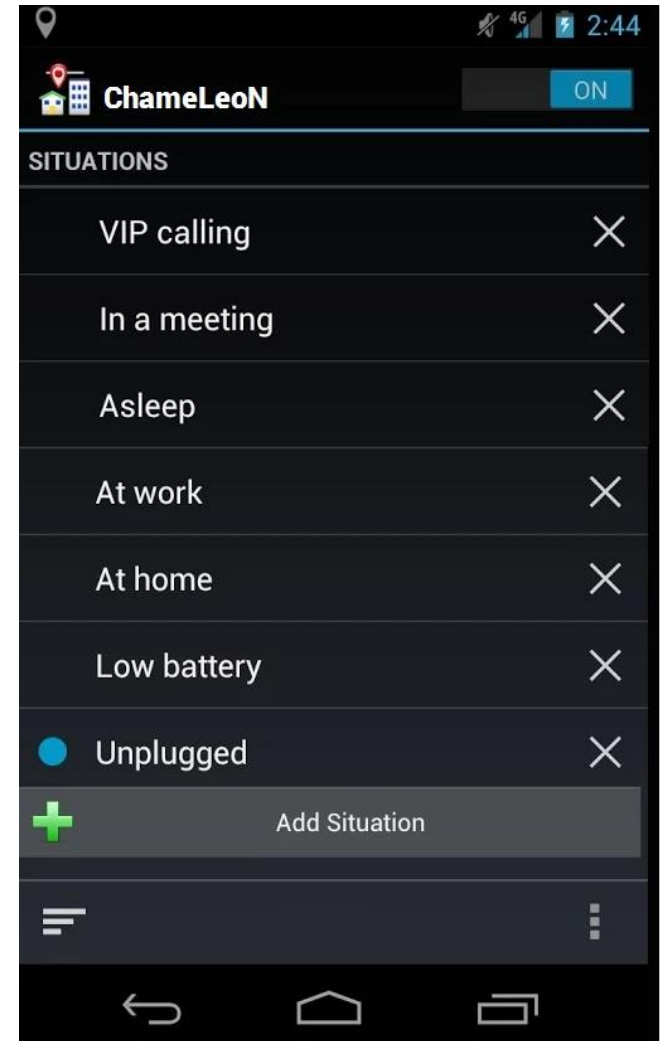 4G 2:44
ChameLeoN ON
SITUATIONS
VIP calling
In a meeting
Asleep
At work
At home
Low battery
Unplugged
Add Situation